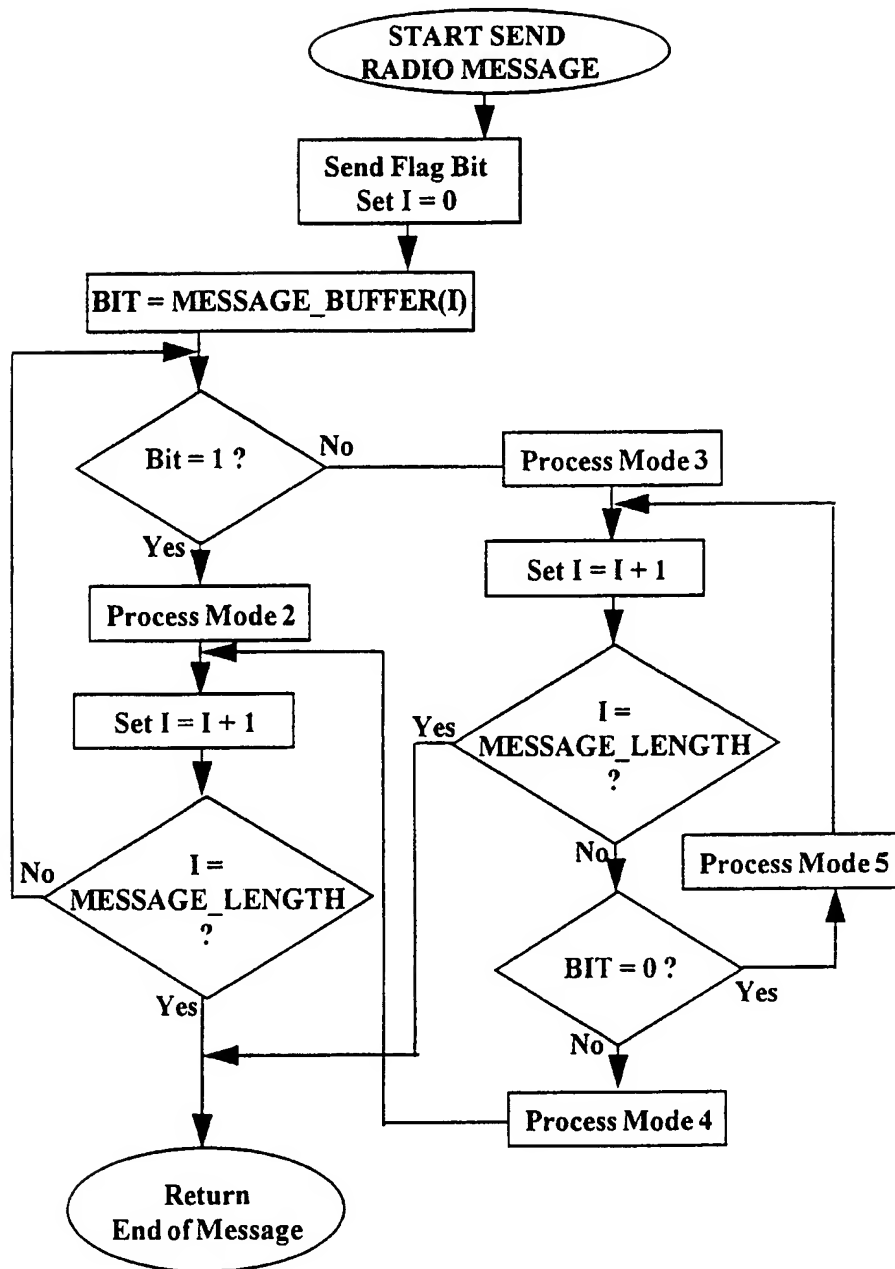 START SEND
RADIO MESSAGE
Send Flag Bit
Set I = 0
BIT = MESSAGE_BUFFER(I)
Bit = 1 ?
No
Yes
Process Mode 3
Set I = I + 1
Process Mode 2
Set I = I + 1
I =
MESSAGE_LENGTH
?
Yes
No
I =
MESSAGE_LENGTH
?
No
Yes
Process Mode 5
BIT = 0 ?
Yes
No
Process Mode 4
Return
End of Message